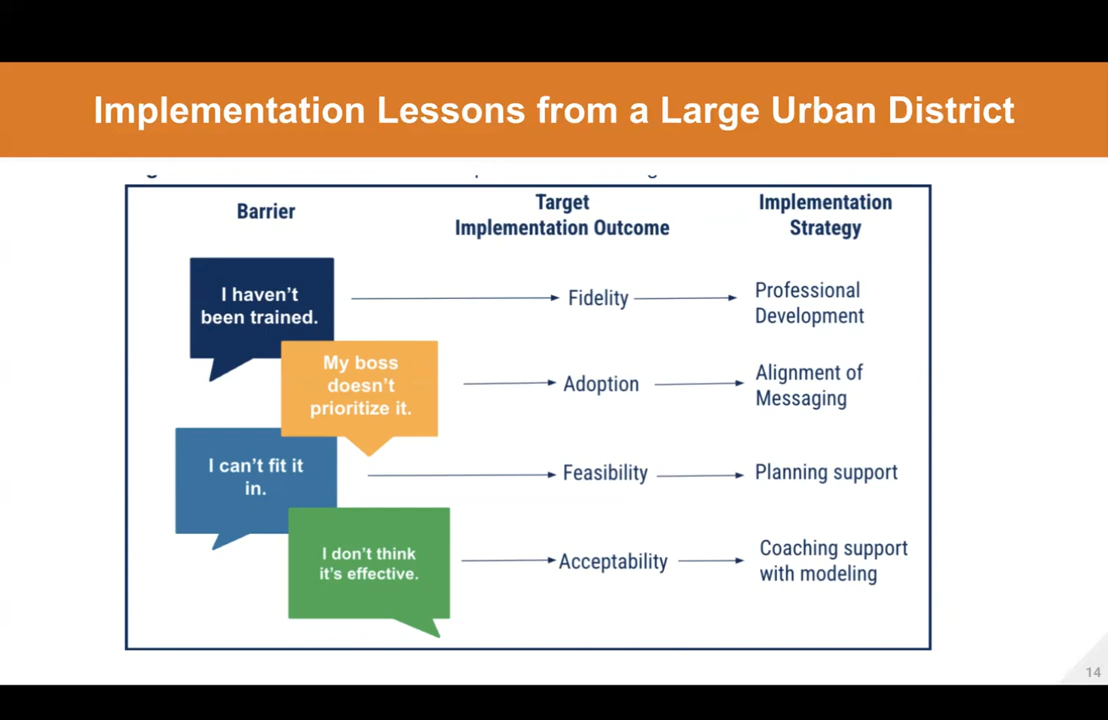 Implementation Lessons from a Large Urban District
Barrier
Target
Implementation Outcome
Implementation
Strategy
I haven't
been trained.
Fidelity
Professional
Development
My boss
doesn't
prioritize it.
Adoption
Alignment of
Messaging
I can't fit it
in.
Feasibility
Planning support
I don't think
it's effective.
Acceptability
Coaching support
with modeling
14